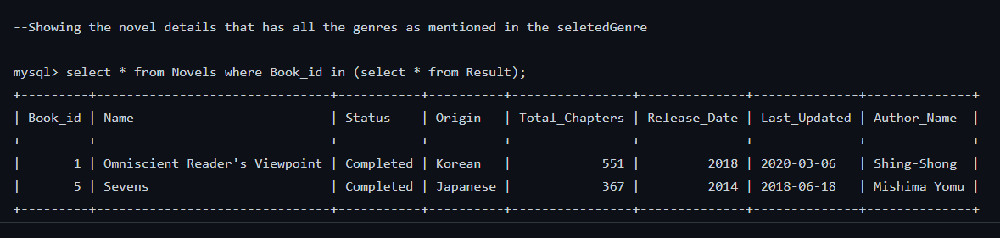 --Showing the novel details that has all the genres as mentioned in the seletedGenre
mysql> select * from Novels where Book_id in (select * from Result);
+---------+-------------------------------+-----------+----------+----------------+--------------+--------------+--------------+
| Book_id | Name                          | Status    | Origin   | Total_Chapters | Release_Date | Last_Updated | Author_Name  |
+---------+-------------------------------+-----------+----------+----------------+--------------+--------------+--------------+
|       1 | Omniscient Reader's Viewpoint | Completed | Korean   |            551 |         2018 | 2020-03-06   | Shing-Shong  |
|       5 | Sevens                        | Completed | Japanese |            367 |         2014 | 2018-06-18   | Mishima Yomu |
+---------+-------------------------------+-----------+----------+----------------+--------------+--------------+--------------+